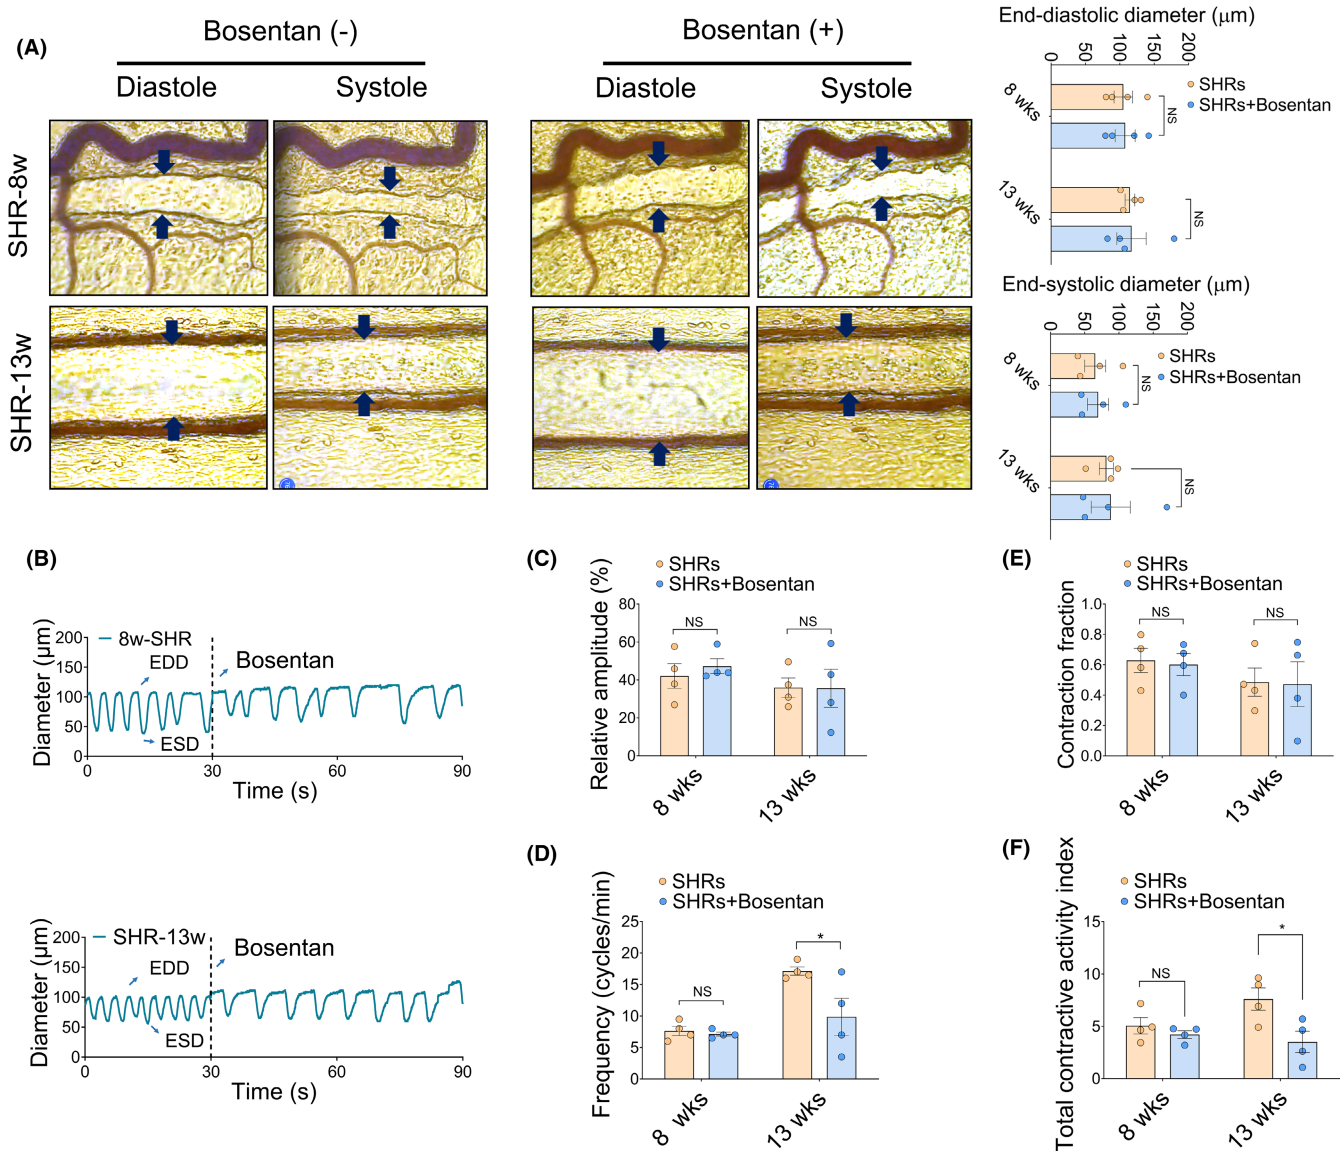 (A)
Bosentan (-)
Bosentan (+)
Diastole
Systole
Diastole
Systole
SHR-8w
SHR-13w
End-diastolic diameter (μm)
0
50
100
150
200
SHRs
SHRs+Bosentan
8 wks
NS
13 wks
NS
End-systolic diameter (μm)
0
50
100
150
200
SHRs
SHRs+Bosentan
8 wks
NS
13 wks
NS
(B)
Diameter (μm)
200
150
100
50
0
8w-SHR
EDD
ESD
Bosentan
0
30
60
90
Time (s)
Diameter (μm)
200
150
100
50
0
SHR-13w
EDD
ESD
Bosentan
0
30
60
90
Time (s)
(C)
SHRs
SHRs+Bosentan
Relative amplitude (%)
80
60
40
20
0
NS
NS
8 wks
13 wks
(D)
SHRs
SHRs+Bosentan
Frequency (cycles/min)
25
20
15
10
5
0
NS
*
8 wks
13 wks
(E)
SHRs
SHRs+Bosentan
Contraction fraction
1.0
0.8
0.6
0.4
0.2
0.0
NS
NS
8 wks
13 wks
(F)
SHRs
SHRs+Bosentan
Total contractive activity index
15
10
5
0
NS
*
8 wks
13 wks